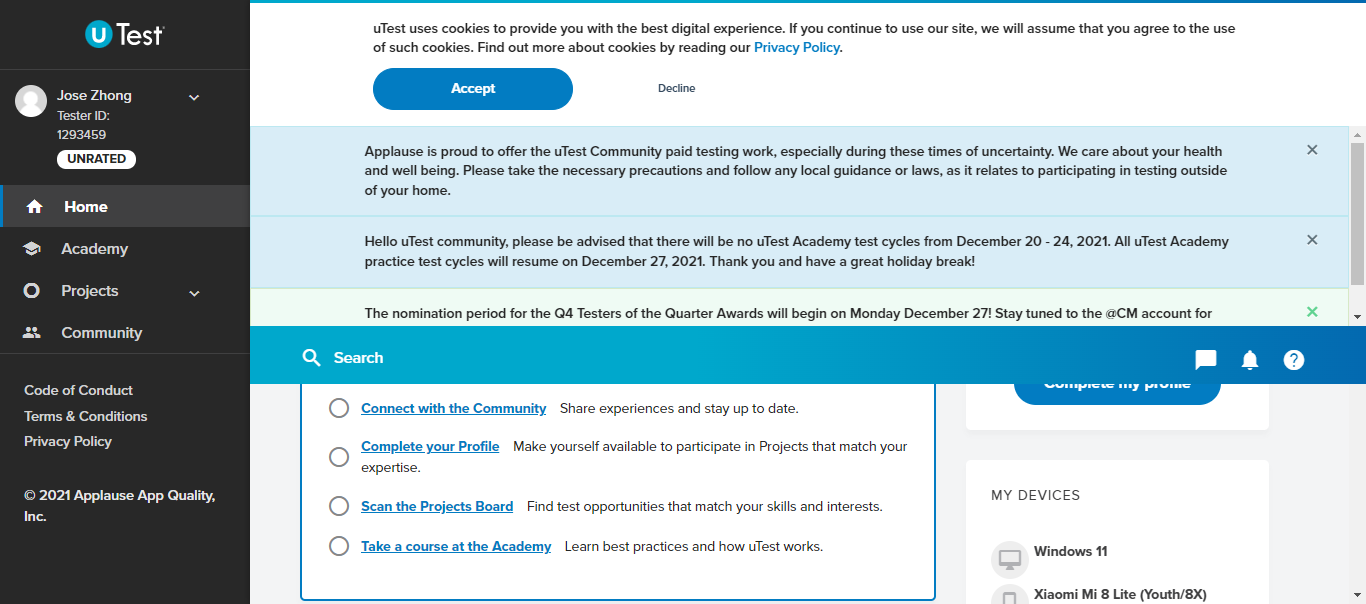 uTest
Jose Zhong
Tester ID:
1293459
UNRATED
Home
Academy
Projects
Community
Code of Conduct
Terms & Conditions
Privacy Policy
© 2021 Applause App Quality,
Inc.
uTest uses cookies to provide you with the best digital experience. If you continue to use our site, we will assume that you agree to the use
of such cookies. Find out more about cookies by reading our Privacy Policy.
Accept
Decline
Applause is proud to offer the uTest Community paid testing work, especially during these times of uncertainty. We care about your health
and well being. Please take the necessary precautions and follow any local guidance or laws, as it relates to participating in testing outside
of your home.
Hello uTest community, please be advised that there will be no uTest Academy test cycles from December 20 - 24, 2021. All uTest Academy
practice test cycles will resume on December 27, 2021. Thank you and have a great holiday break!
The nomination period for the Q4 Testers of the Quarter Awards will begin on Monday December 27! Stay tuned to the @CM account for
Search
Complete my profile
Connect with the Community Share experiences and stay up to date.
Complete your Profile Make yourself available to participate in Projects that match your
expertise.
Scan the Projects Board Find test opportunities that match your skills and interests.
Take a course at the Academy Learn best practices and how uTest works.
MY DEVICES
Windows 11
Xiaomi Mi 8 Lite (Youth/8X)